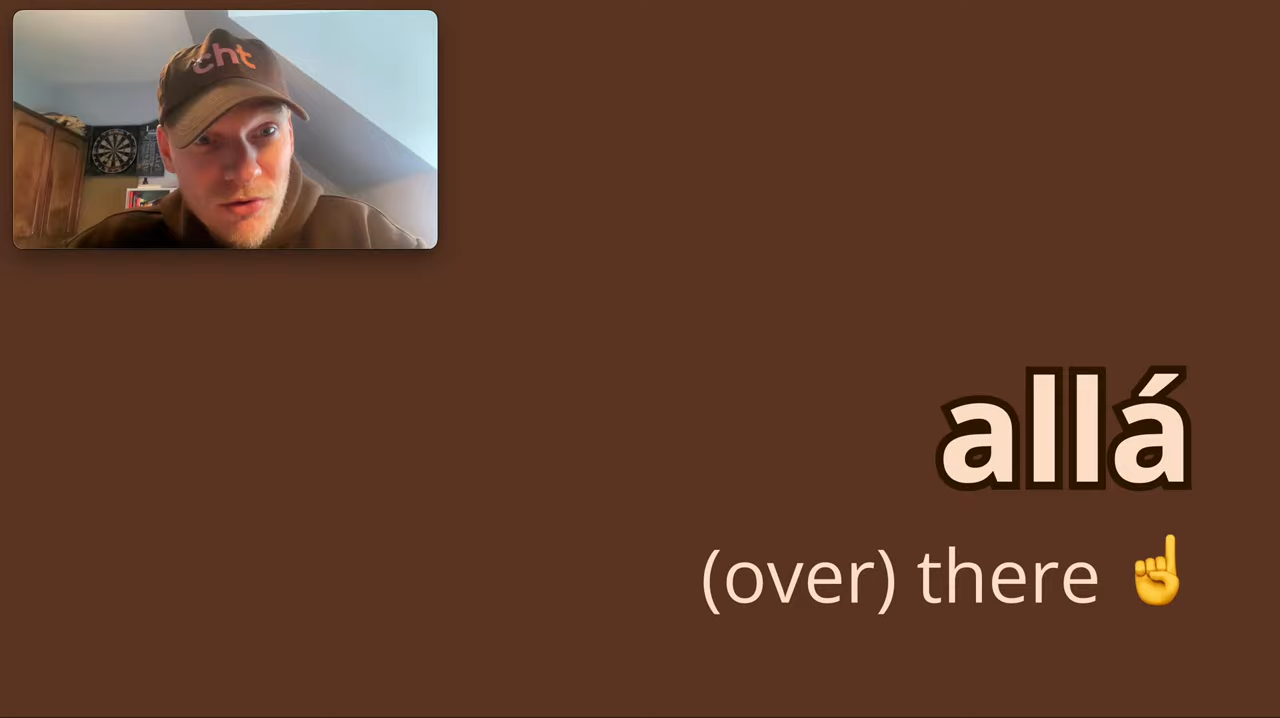 cht
allá
(over) there ☝